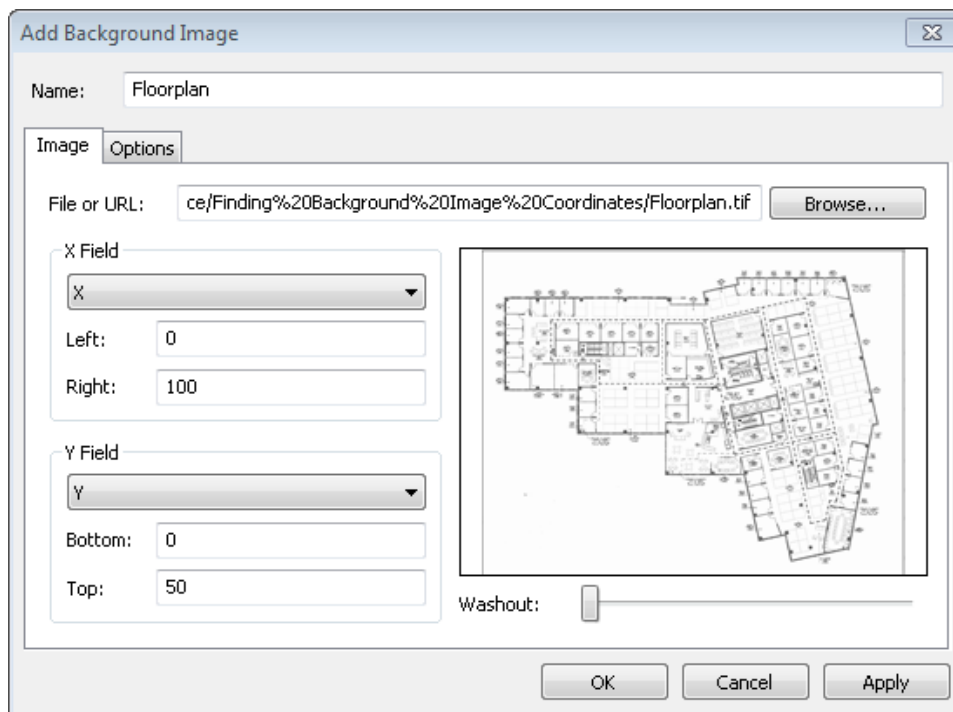 Add Background Image
Name: Floorplan
Image Options
File or URL: ce/Finding%20Background%20Image%20Coordinates/Floorplan.tif Browse...
X Field
X
Left: 0
Right: 100
Y Field
Y
Bottom: 0
Top: 50
Washout:
OK Cancel Apply